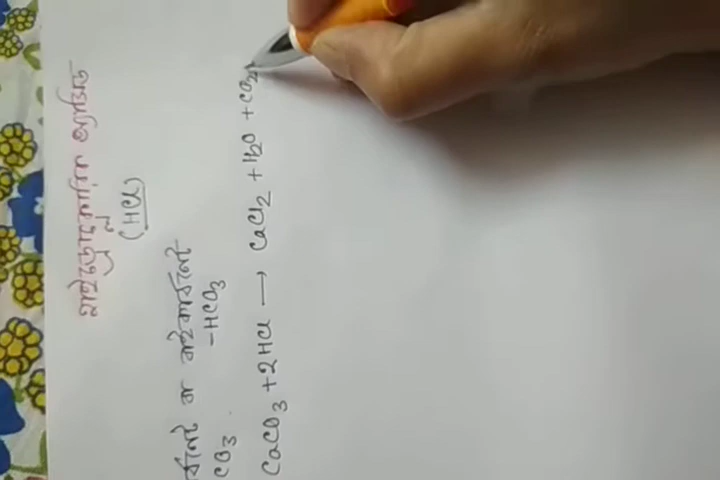 হাইড্রোক্লোরিক অ্যাসিড
(HCl)
বা বাইকার্বনেট
CO3 -HCO3
CaCO3 + 2HCl → CaCl2 + H2O + CO2